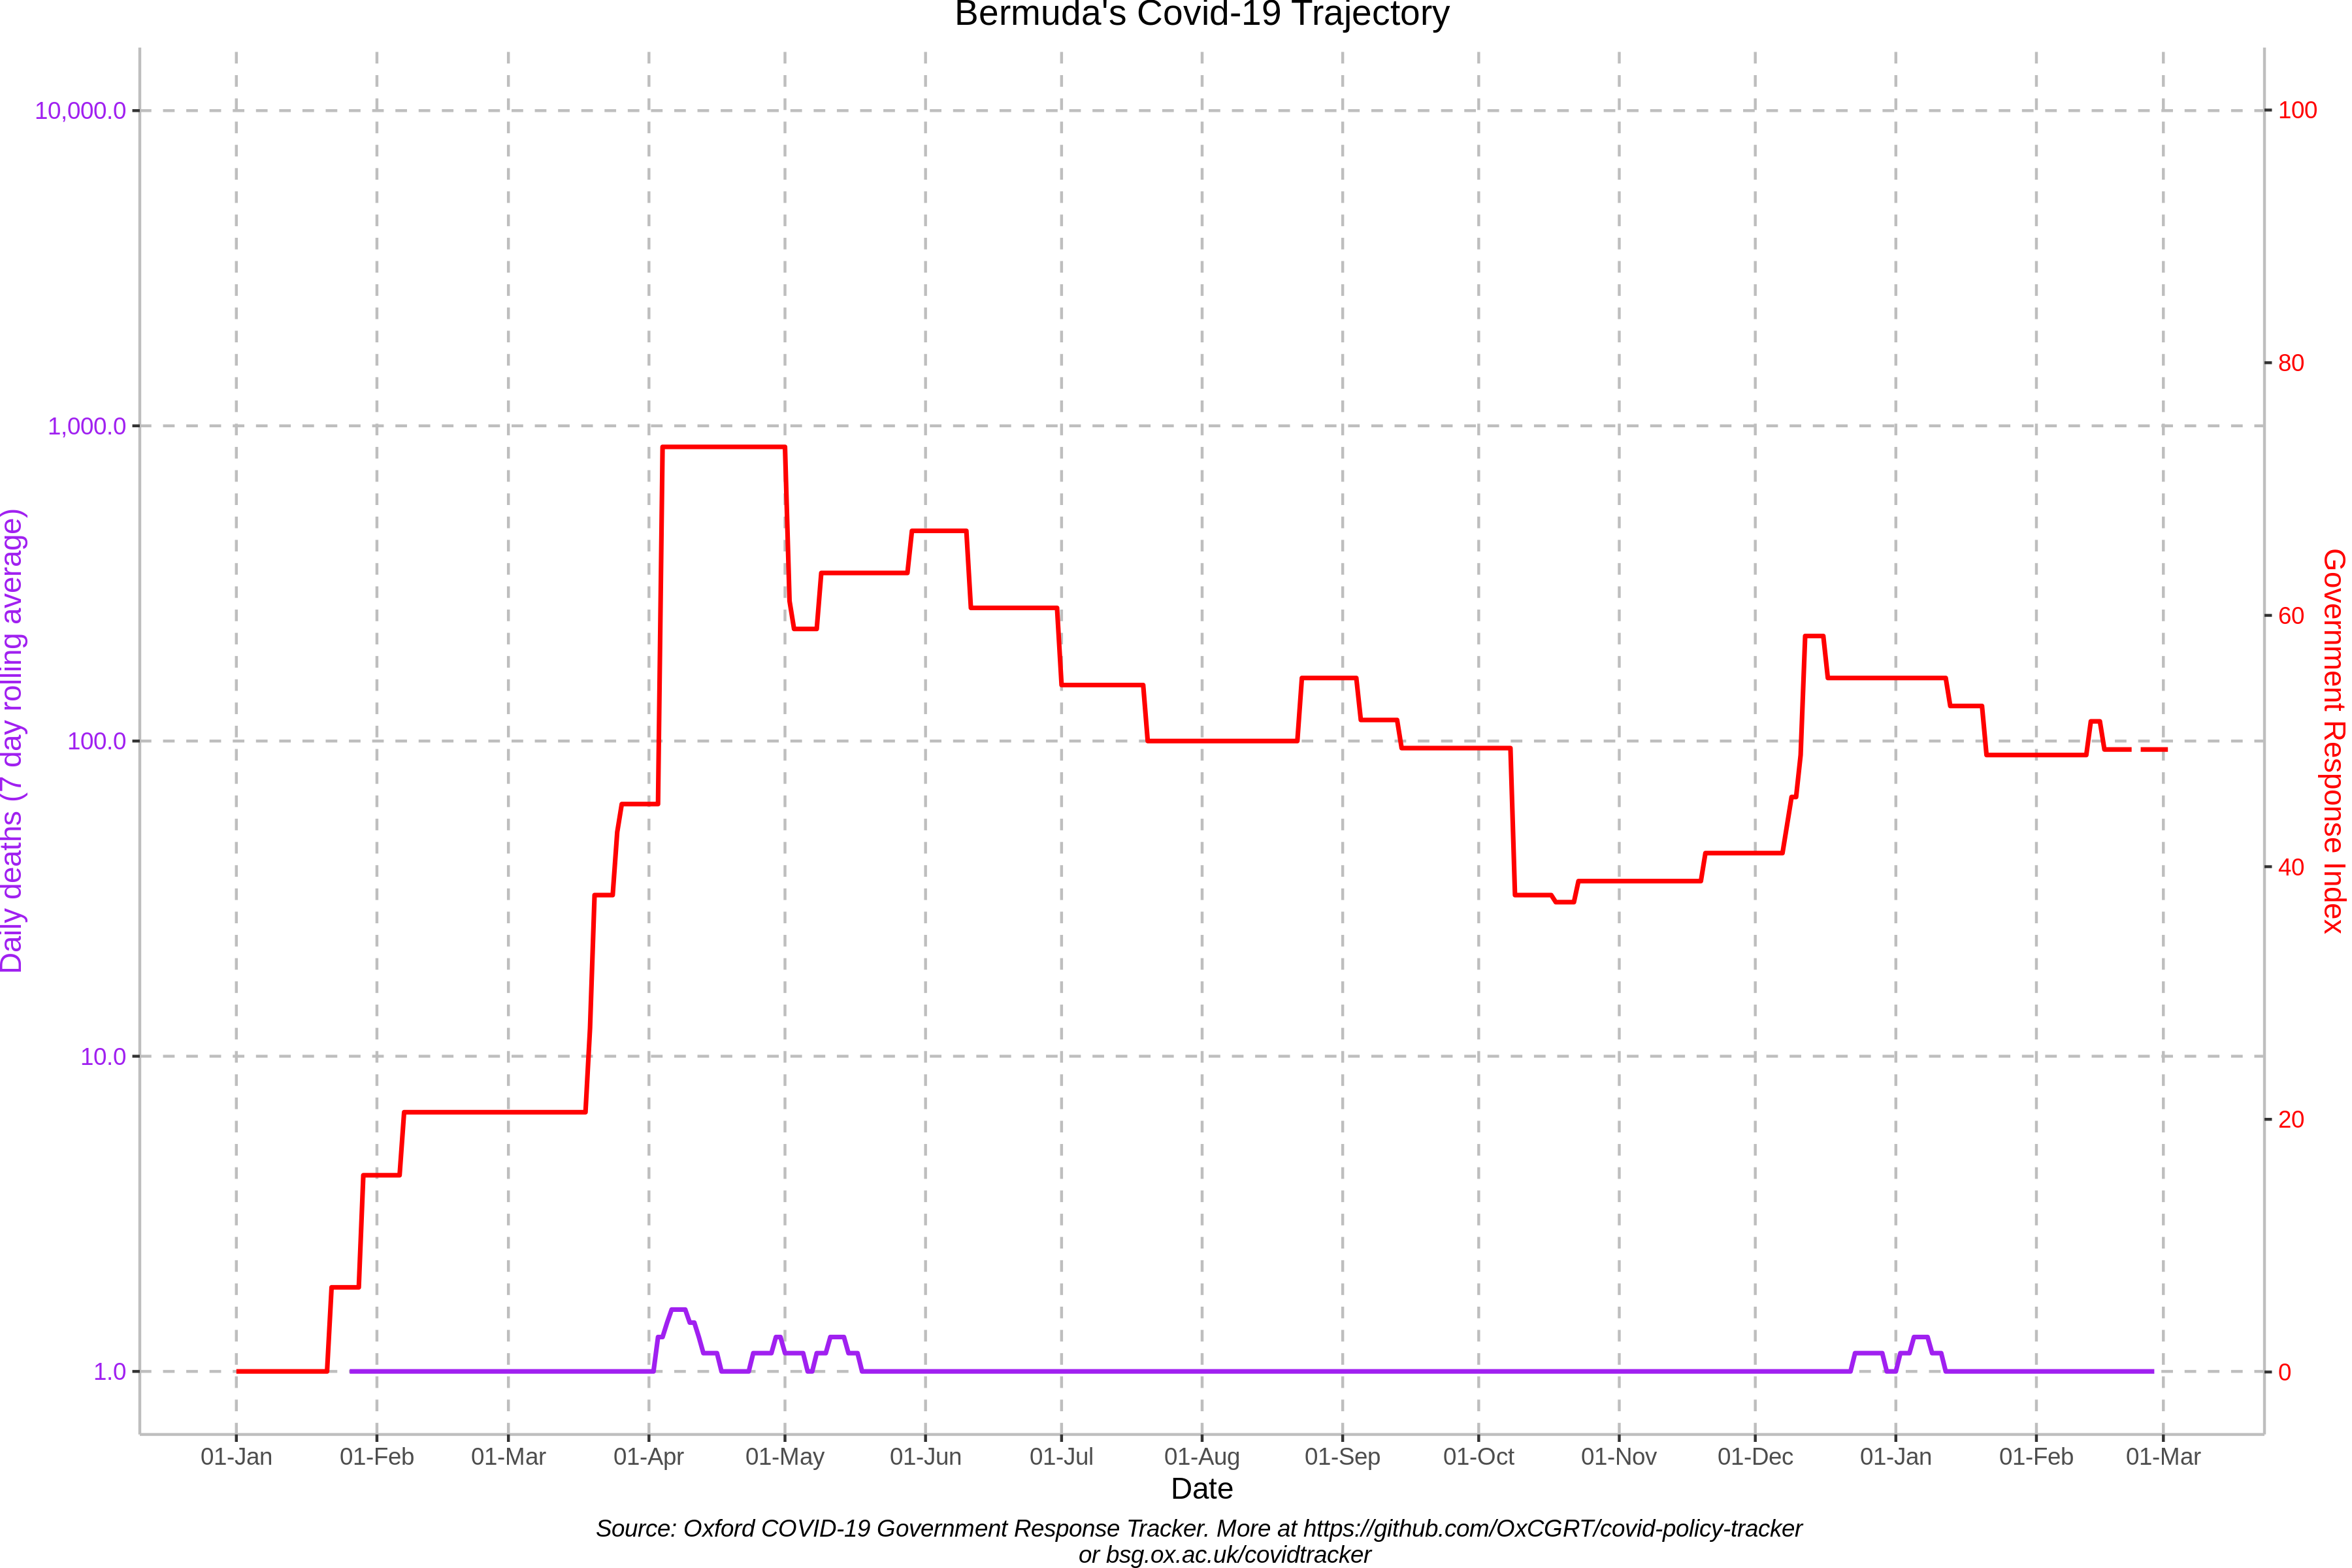 Bermuda's Covid-19 Trajectory
10,000.0
1,000.0
100.0
10.0
1.0
Daily deaths (7 day rolling average)
100
80
60
40
20
0
Government Response Index
01-Jan 01-Feb 01-Mar 01-Apr 01-May 01-Jun 01-Jul 01-Aug 01-Sep 01-Oct 01-Nov 01-Dec 01-Jan 01-Feb 01-Mar
Date
Source: Oxford COVID-19 Government Response Tracker. More at https://github.com/OxCGRT/covid-policy-tracker
or bsg.ox.ac.uk/covidtracker